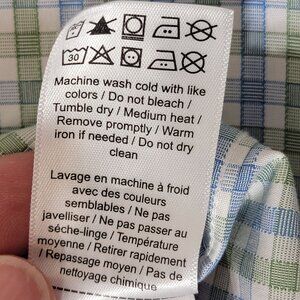 30
Machine wash cold with like
colors / Do not bleach /
Tumble dry / Medium heat /
Remove promptly / Warm
iron if needed / Do not dry
clean
Lavage en machine à froid
avec des couleurs
semblables / Ne pas
javelliser / Ne pas passer au
séche-linge / Température
moyenne / Retirer rapidement
/ Repassage moyen / Pas de
nettoyage chimique